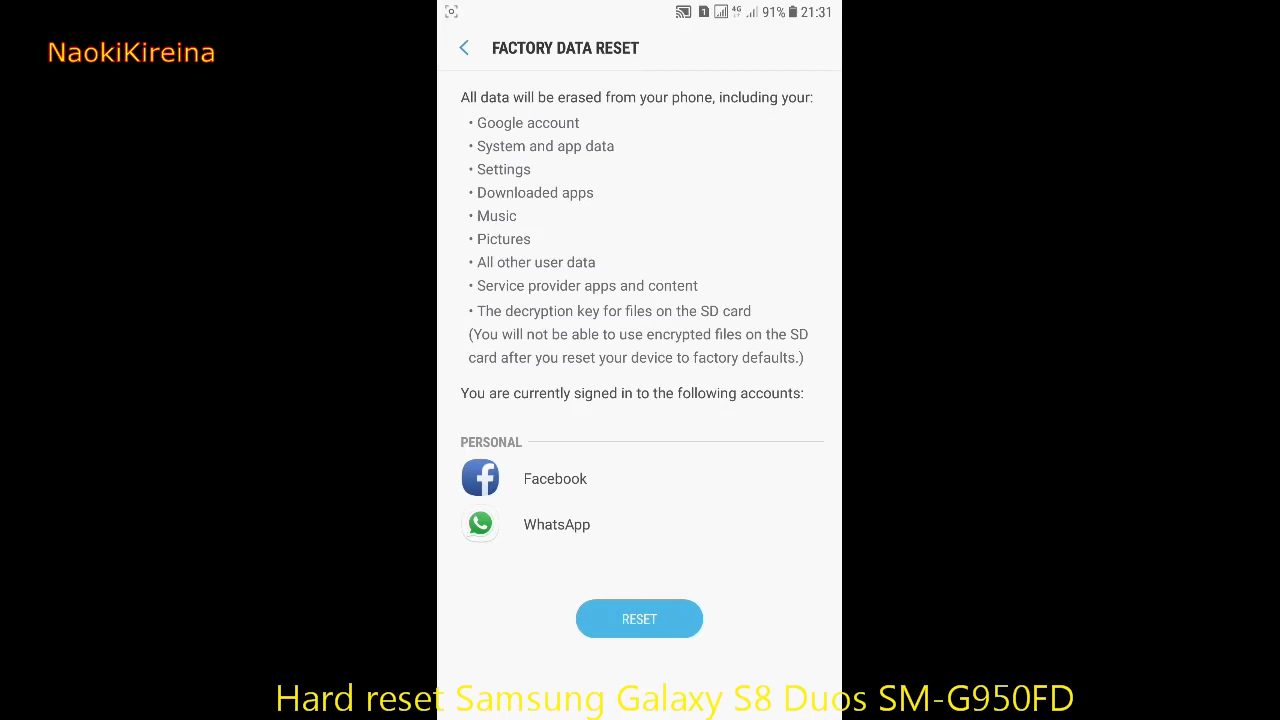 91% 21:31
NaokiKireina
FACTORY DATA RESET
All data will be erased from your phone, including your:
• Google account
• System and app data
• Settings
• Downloaded apps
• Music
• Pictures
• All other user data
• Service provider apps and content
• The decryption key for files on the SD card
(You will not be able to use encrypted files on the SD
card after you reset your device to factory defaults.)
You are currently signed in to the following accounts:
PERSONAL
Facebook
WhatsApp
RESET
Hard reset Samsung Galaxy S8 Duos SM-G950FD